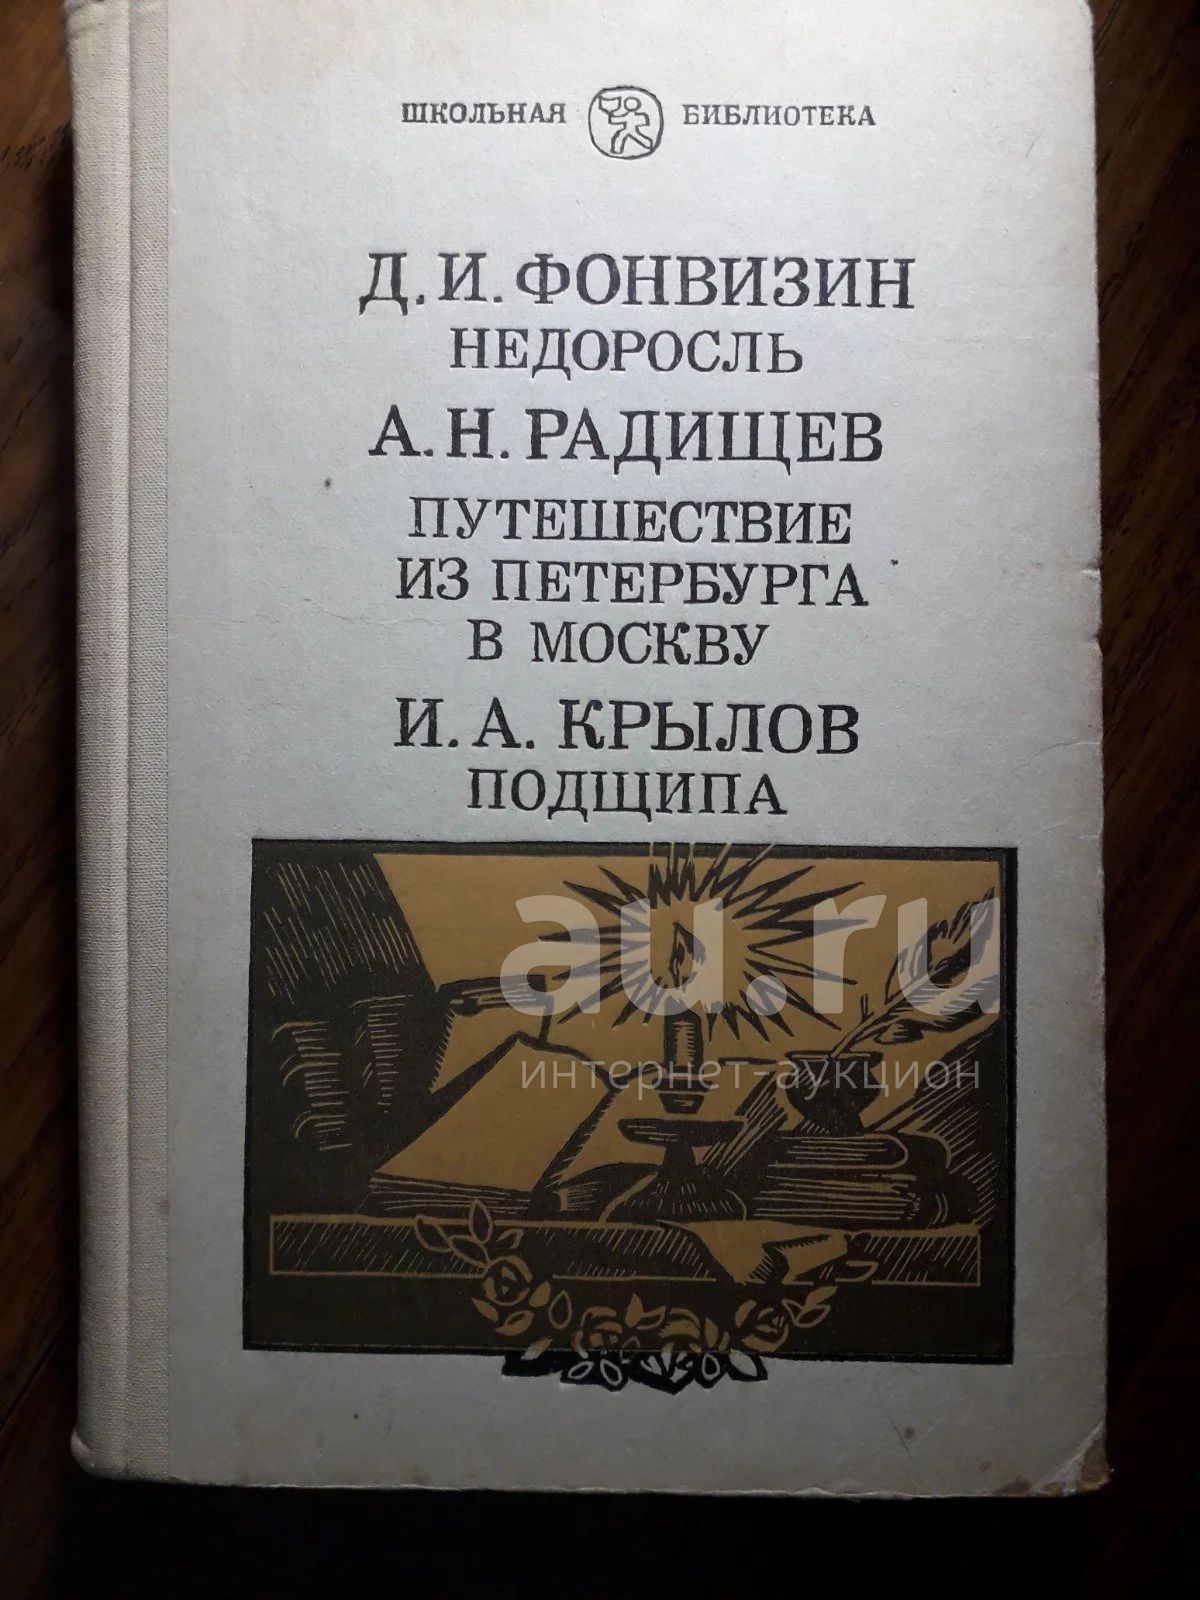 ШКОЛЬНАЯ БИБЛИОТЕКА
Д. И. ФОНВИЗИН
НЕДОРОСЛЬ
А. Н. РАДИЩЕВ
ПУТЕШЕСТВИЕ
ИЗ ПЕТЕРБУРГА
В МОСКВУ
И. А. КРЫЛОВ
ПОДЩИПА
au.ru
интернет-аукцион